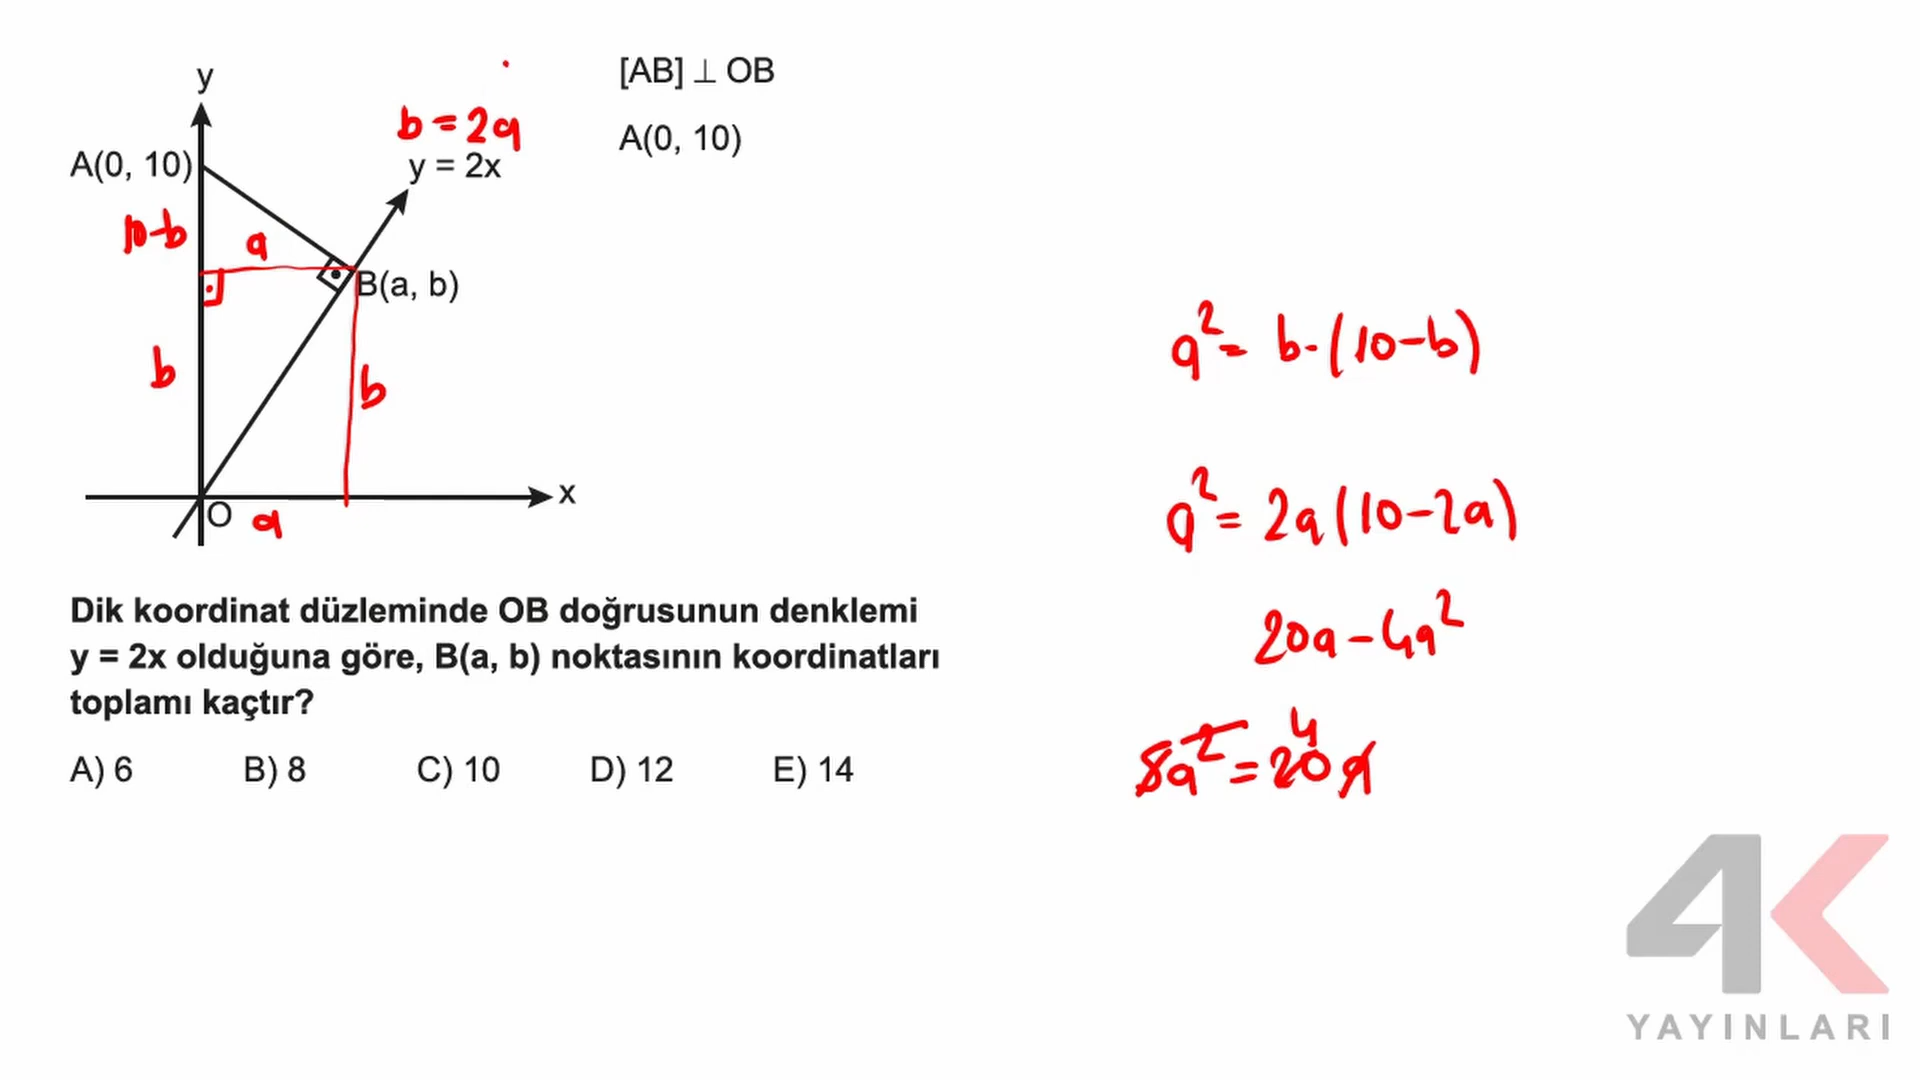 y
[AB] ⊥ OB
b = 2a
A(0, 10)
A(0, 10)
y = 2x
10-b
a
B(a, b)
a² = b·(10-b)
b
b
x
O
a
a² = 2a(10-2a)
Dik koordinat düzleminde OB doğrusunun denklemi
y = 2x olduğuna göre, B(a, b) noktasının koordinatları
toplamı kaçtır?
20a-4a²
A) 6 B) 8 C) 10 D) 12 E) 14
4
5a² = 20a
4K
YAYINLARI